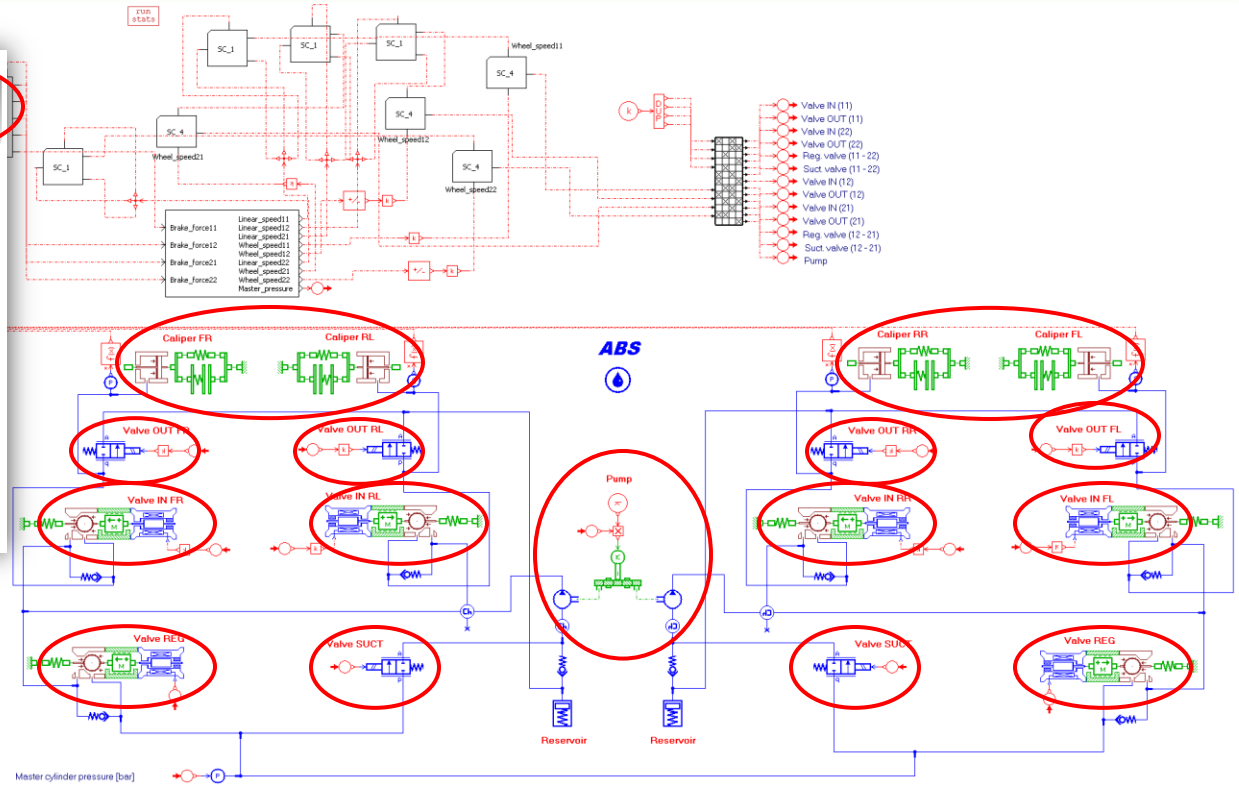 run
stats
SC_1
SC_1
SC_1
Wheel_speed11
SC_4
SC_4
Wheel_speed12
SC_4
Wheel_speed21
SC_1
SC_4
Wheel_speed22
k
Valve IN (11)
Valve OUT (11)
Valve IN (22)
Valve OUT (22)
Reg. valve (11 - 22)
Suct. valve (11 - 22)
Valve IN (12)
Valve OUT (12)
Valve IN (21)
Valve OUT (21)
Reg. valve (12 - 21)
Suct. valve (12 - 21)
Pump
Brake_force11
Brake_force12
Brake_force21
Brake_force22
Linear_speed11
Linear_speed12
Linear_speed21
Wheel_speed11
Wheel_speed12
Linear_speed22
Wheel_speed21
Wheel_speed22
Master_pressure
+/-
k
k
+/-
k
Caliper FR
Caliper RL
ABS
Caliper RR
Caliper FL
P
P
Valve OUT FR
Valve OUT RL
Valve OUT RR
Valve OUT FL
A
k
A
P
Valve IN FR
Valve IN RL
Pump
Valve IN RR
Valve IN FL
M
M
M
M
Valve REG
Valve SUCT
Valve SUCT
Valve REG
M
M
Reservoir
Reservoir
Master cylinder pressure [bar]
P